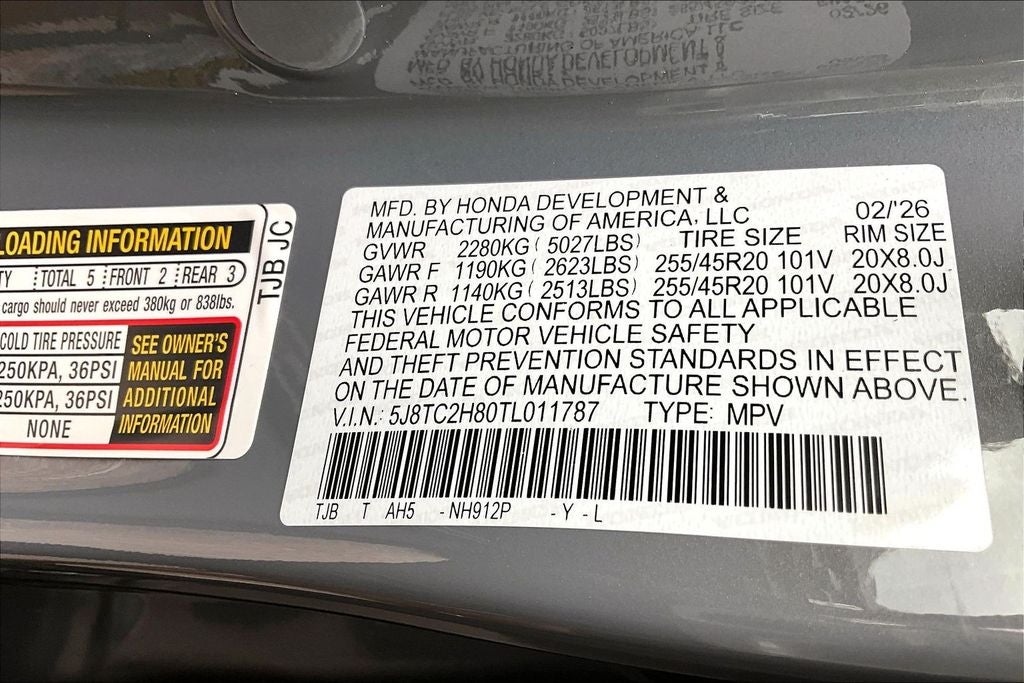 LOADING INFORMATION
TY TOTAL 5 FRONT 2 REAR 3
cargo should never exceed 380kg or 838lbs.
COLD TIRE PRESSURE
250KPA, 36PSI
250KPA, 36PSI
NONE
SEE OWNER'S
MANUAL FOR
ADDITIONAL
INFORMATION
TJB JC
MFD. BY HONDA DEVELOPMENT &
MANUFACTURING OF AMERICA, LLC 02/'26
GVWR 2280KG ( 5027LBS) TIRE SIZE RIM SIZE
GAWR F 1190KG ( 2623LBS) 255/45R20 101V 20X8.0J
GAWR R 1140KG ( 2513LBS) 255/45R20 101V 20X8.0J
THIS VEHICLE CONFORMS TO ALL APPLICABLE
FEDERAL MOTOR VEHICLE SAFETY
AND THEFT PREVENTION STANDARDS IN EFFECT
ON THE DATE OF MANUFACTURE SHOWN ABOVE.
V.I.N.: 5J8TC2H80TL011787 TYPE: MPV
TJB T AH5 - NH912P - Y - L